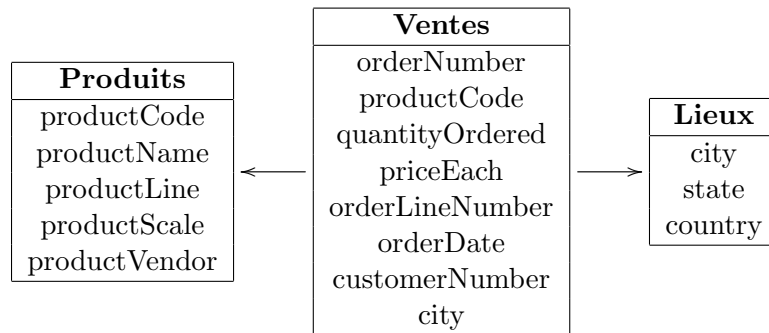 Produits
productCode
productName
productLine
productScale
productVendor
Ventes
orderNumber
productCode
quantityOrdered
priceEach
orderLineNumber
orderDate
customerNumber
city
Lieux
city
state
country